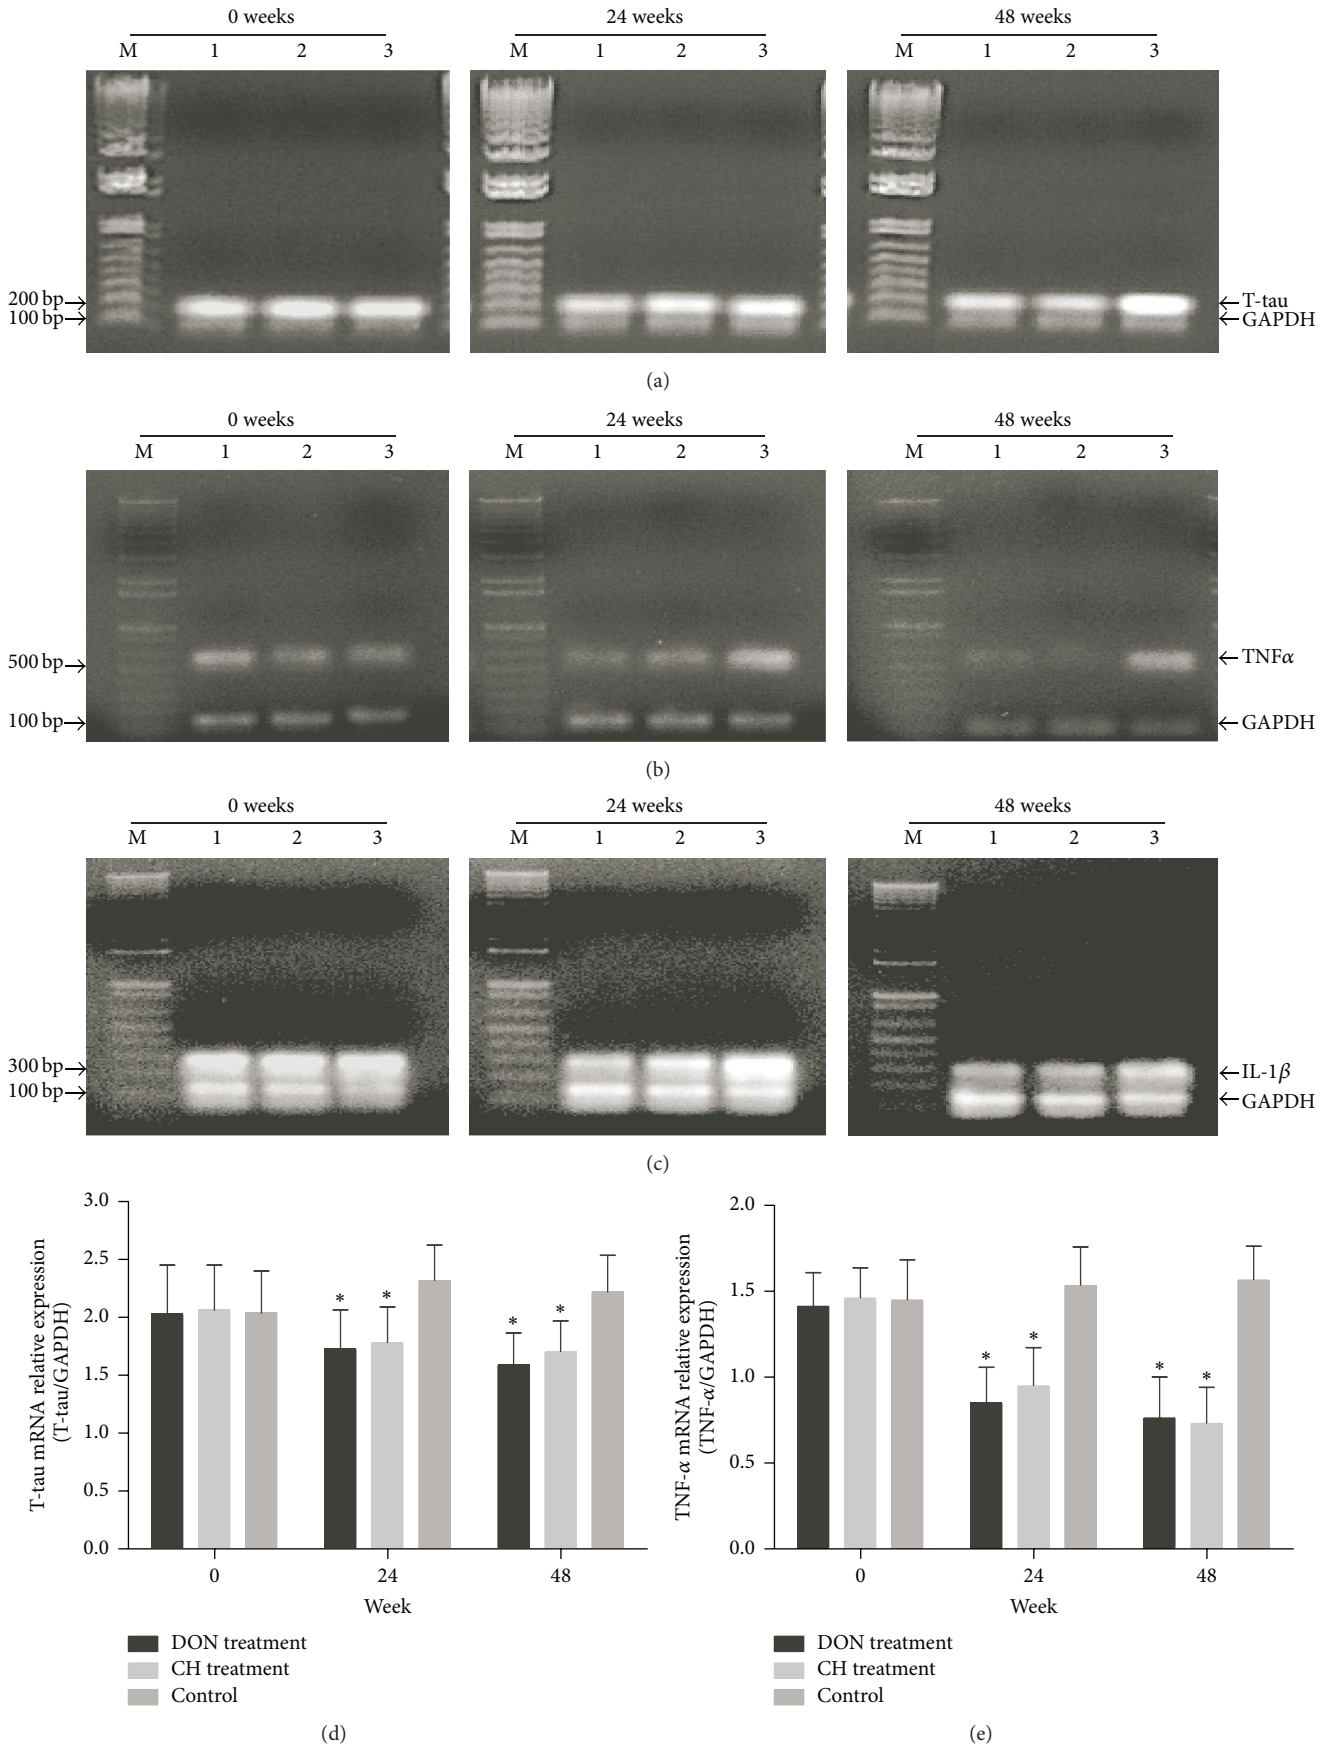 0 weeks 24 weeks 48 weeks
M 1 2 3 M 1 2 3 M 1 2 3
200 bp T-tau
100 bp GAPDH
(a)
0 weeks 24 weeks 48 weeks
M 1 2 3 M 1 2 3 M 1 2 3
500 bp TNFα
100 bp GAPDH
(b)
0 weeks 24 weeks 48 weeks
M 1 2 3 M 1 2 3 M 1 2 3
300 bp IL-1β
100 bp GAPDH
(c)
T-tau mRNA relative expression
(T-tau/GAPDH)
3.0
2.5
2.0
1.5
1.0
0.5
0.0
* * * *
0 24 48
Week
DON treatment
CH treatment
Control
(d)
TNF-α mRNA relative expression
(TNF-α/GAPDH)
2.0
1.5
1.0
0.5
0.0
* * * *
0 24 48
Week
DON treatment
CH treatment
Control
(e)